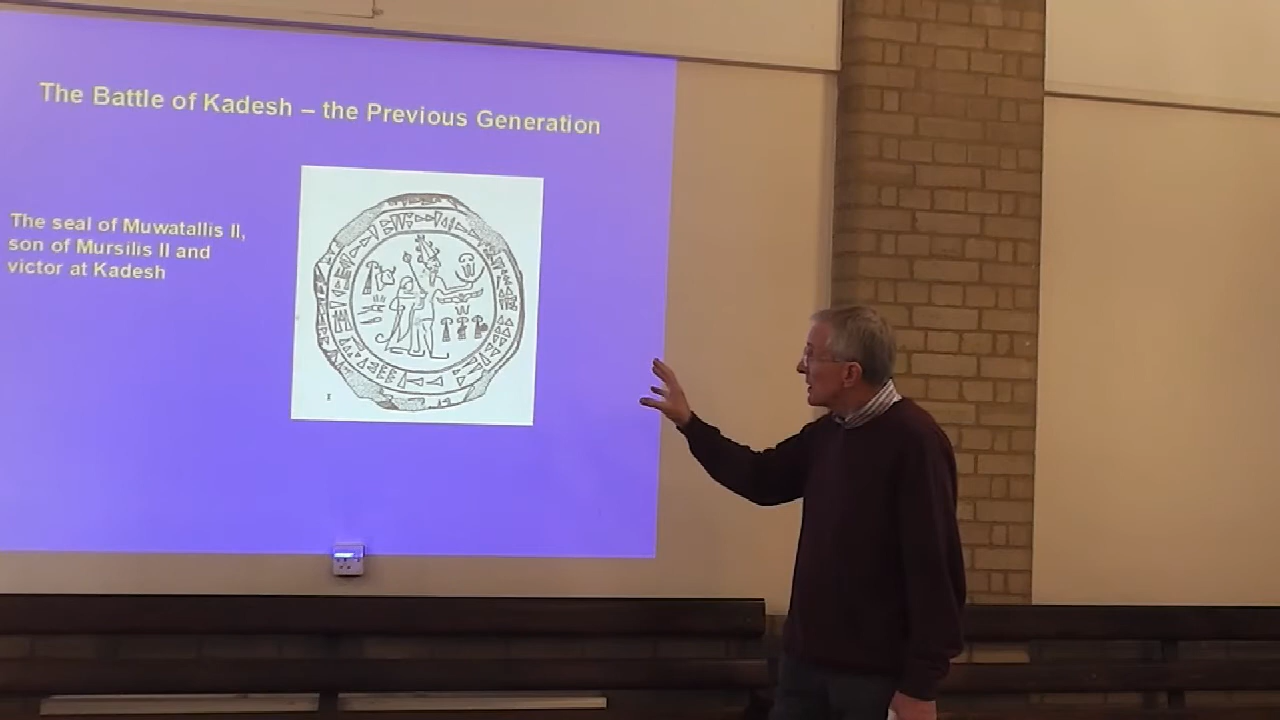 The Battle of Kadesh – the Previous Generation
The seal of Muwatallis II,
son of Mursilis II and
victor at Kadesh